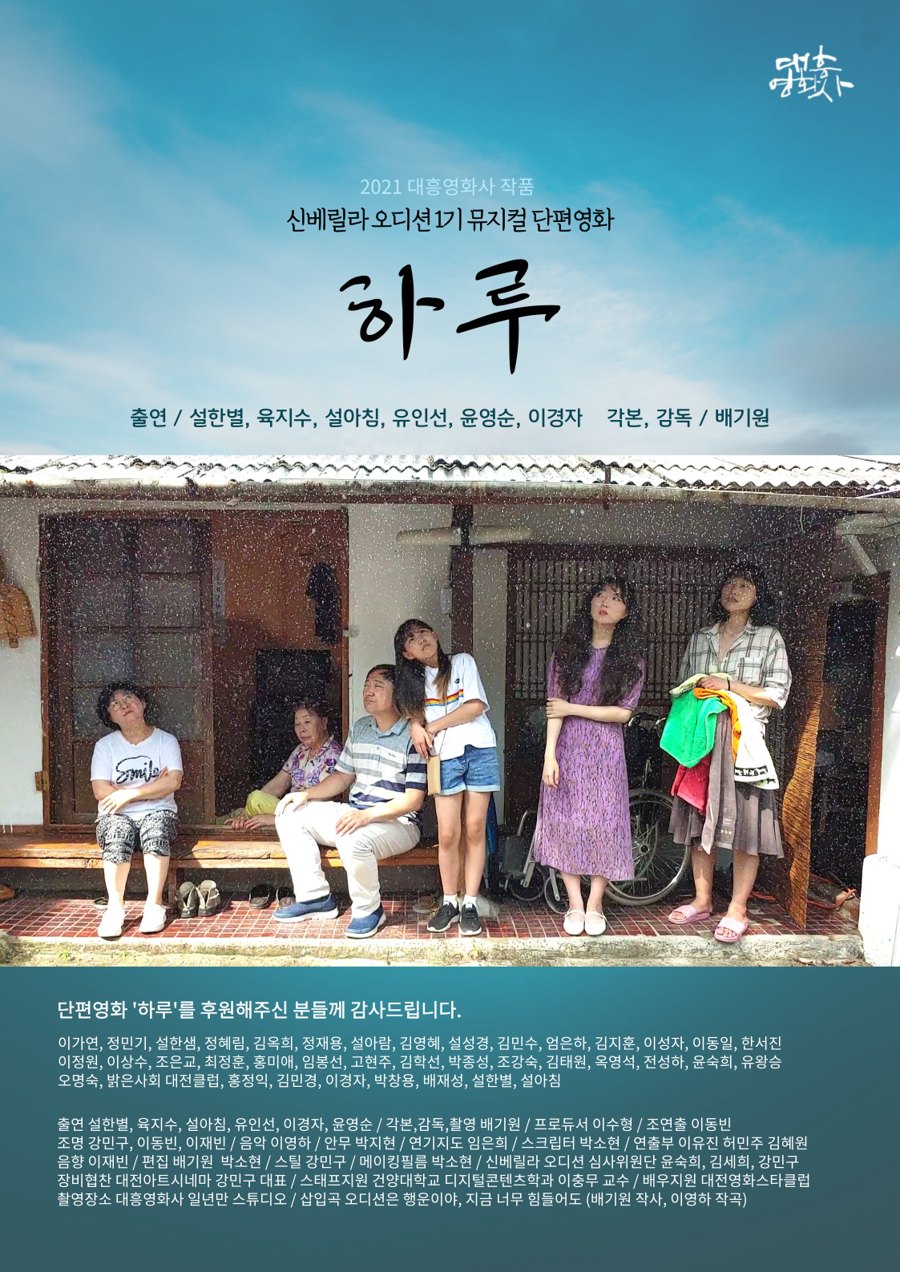 대흥
영화사
2021 대흥영화사 작품
신베릴라 오디션 1기 뮤지컬 단편영화
하루
출연 / 설한별, 육지수, 설아침, 유인선, 윤영순, 이경자 각본, 감독 / 배기원
Smile
단편영화 '하루'를 후원해주신 분들께 감사드립니다.
이가연, 정민기, 설한샘, 정혜림, 김옥희, 정재용, 설아람, 김영혜, 설성경, 김민수, 엄은하, 김지훈, 이성자, 이동일, 한서진
이정원, 이상수, 조은교, 최정훈, 홍미애, 임봉선, 고현주, 김학선, 박종성, 조강숙, 김태원, 옥영석, 전성하, 윤숙희, 유왕승
오명숙, 밝은사회 대전클럽, 홍정익, 김민경, 이경자, 박창용, 배재성, 설한별, 설아침
출연 설한별, 육지수, 설아침, 유인선, 이경자, 윤영순 / 각본,감독,촬영 배기원 / 프로듀서 이수형 / 조연출 이동빈
조명 강민구, 이동빈, 이재빈 / 음악 이영하 / 안무 박지현 / 연기지도 임은희 / 스크립터 박소현 / 연출부 이유진 허민주 김혜원
음향 이재빈 / 편집 배기원 박소현 / 스틸 강민구 / 메이킹필름 박소현 / 신베릴라 오디션 심사위원단 윤숙희, 김세희, 강민구
장비협찬 대전아트시네마 강민구 대표 / 스태프지원 건양대학교 디지털콘텐츠학과 이충무 교수 / 배우지원 대전영화스타클럽
촬영장소 대흥영화사 일년만 스튜디오 / 삽입곡 오디션은 행운이야, 지금 너무 힘들어도 (배기원 작사, 이영하 작곡)